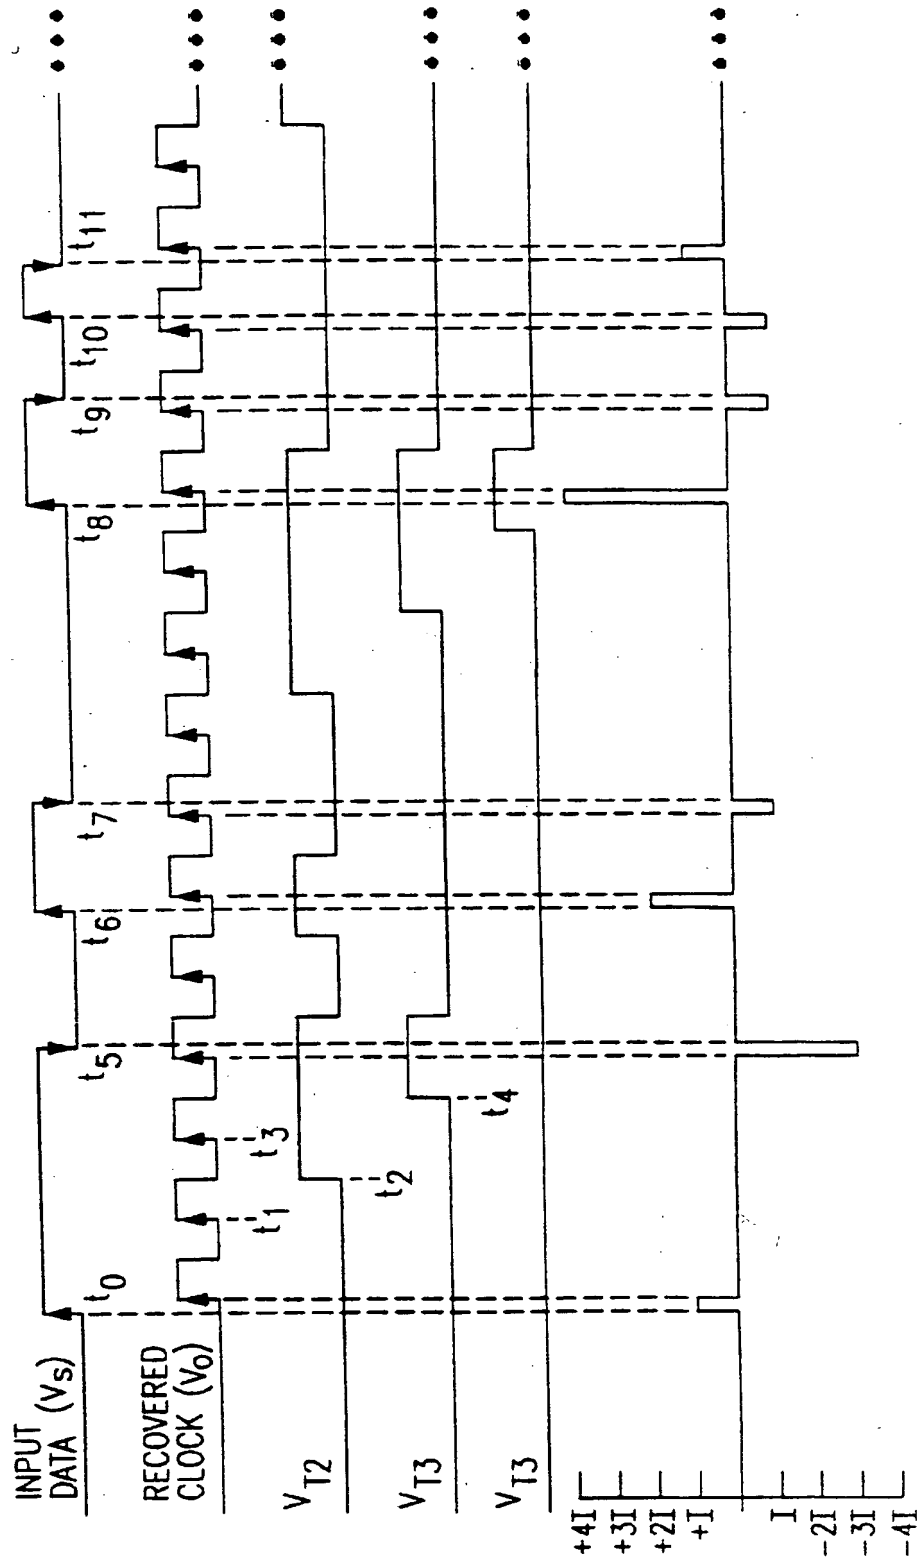 INPUT
DATA (VS)
t0
t5
t6
t7
t8
t9
t10
t11
RECOVERED
CLOCK (VO)
t1
t3
VT2
t2
VT3
t4
VT3
+4I
+3I
+2I
+I
I
-2I
-3I
-4I